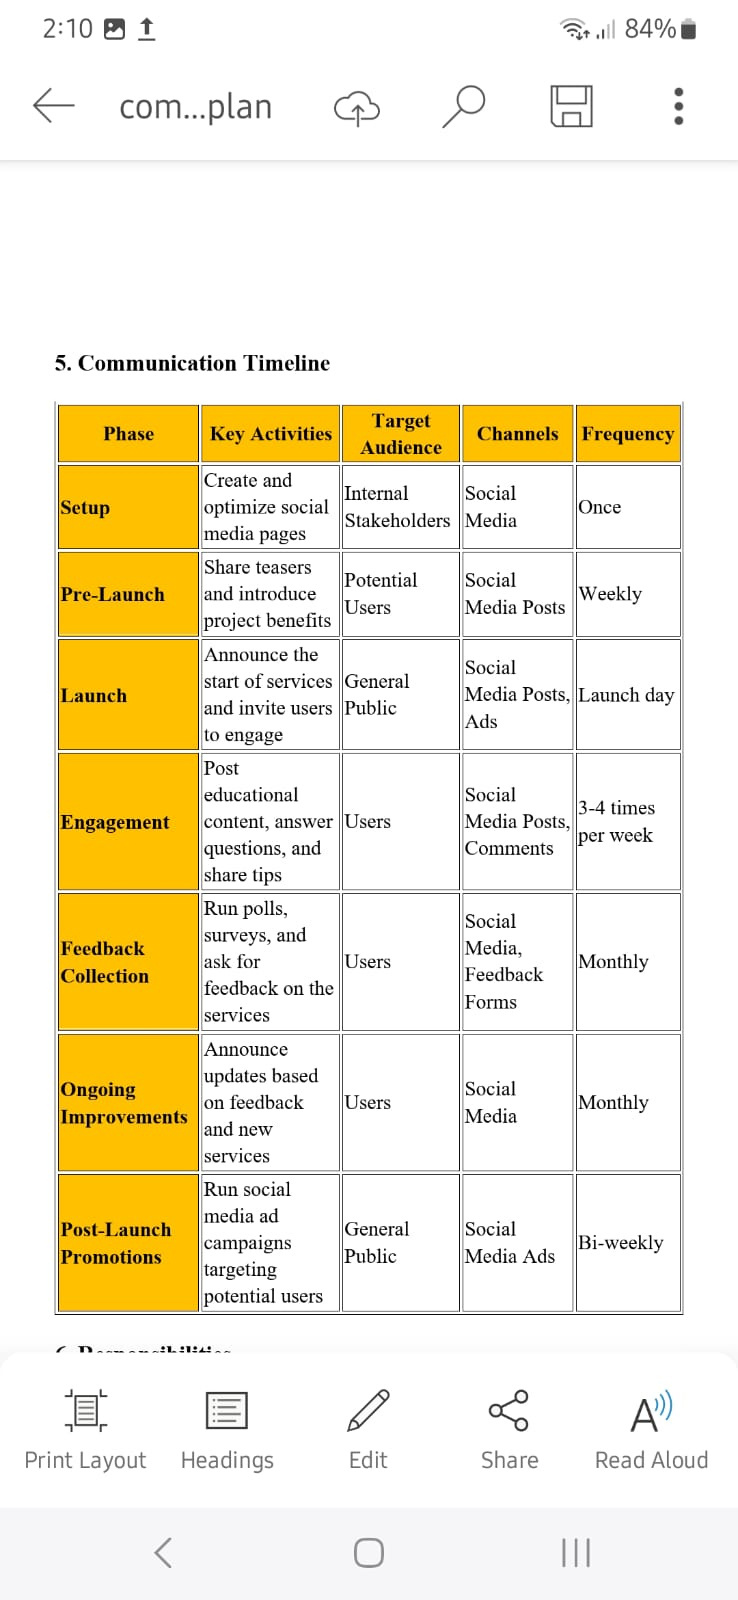 2:10
84%
com...plan
5. Communication Timeline
Phase
Key Activities
Target
Audience
Channels
Frequency
Setup
Create and
optimize social
media pages
Internal
Stakeholders
Social
Media
Once
Pre-Launch
Share teasers
and introduce
project benefits
Potential
Users
Social
Media Posts
Weekly
Launch
Announce the
start of services
and invite users
to engage
General
Public
Social
Media Posts,
Ads
Launch day
Engagement
Post
educational
content, answer
questions, and
share tips
Users
Social
Media Posts,
Comments
3-4 times
per week
Feedback
Collection
Run polls,
surveys, and
ask for
feedback on the
services
Users
Social
Media,
Feedback
Forms
Monthly
Ongoing
Improvements
Announce
updates based
on feedback
and new
services
Users
Social
Media
Monthly
Post-Launch
Promotions
Run social
media ad
campaigns
targeting
potential users
General
Public
Social
Media Ads
Bi-weekly
Print Layout
Headings
Edit
Share
Read Aloud